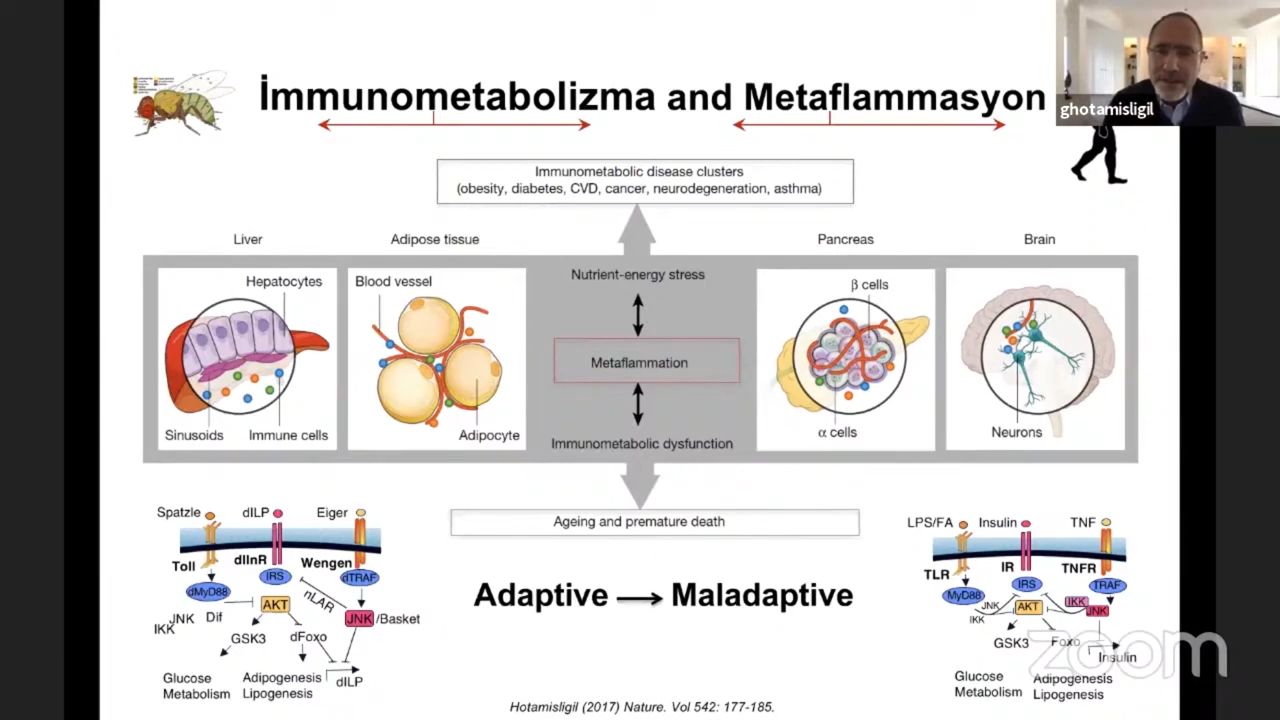 İmmunometabolizma and Metaflammasyon
ghotamisligil
Immunometabolic disease clusters
(obesity, diabetes, CVD, cancer, neurodegeneration, asthma)
Liver
Adipose tissue
Pancreas
Brain
Hepatocytes
Sinusoids
Immune cells
Blood vessel
Adipocyte
Nutrient-energy stress
Metaflammation
Immunometabolic dysfunction
β cells
α cells
Neurons
Ageing and premature death
Adaptive → Maladaptive
Spatzle
dILP
Eiger
Toll
dIInR
Wengen
IRS
dTRAF
dMyD88
AKT
nLAR
JNK /Basket
JNK
IKK
Dif
GSK3
dFoxo
Glucose
Metabolism
Adipogenesis
Lipogenesis
dILP
LPS/FA
Insulin
TNF
TLR
IR
TNFR
IRS
TRAF
MyD88
JNK
IKK
AKT
IKK
JNK
GSK3
Foxo
Insulin
Glucose
Metabolism
Adipogenesis
Lipogenesis
zoom
Hotamisligil (2017) Nature. Vol 542: 177-185.